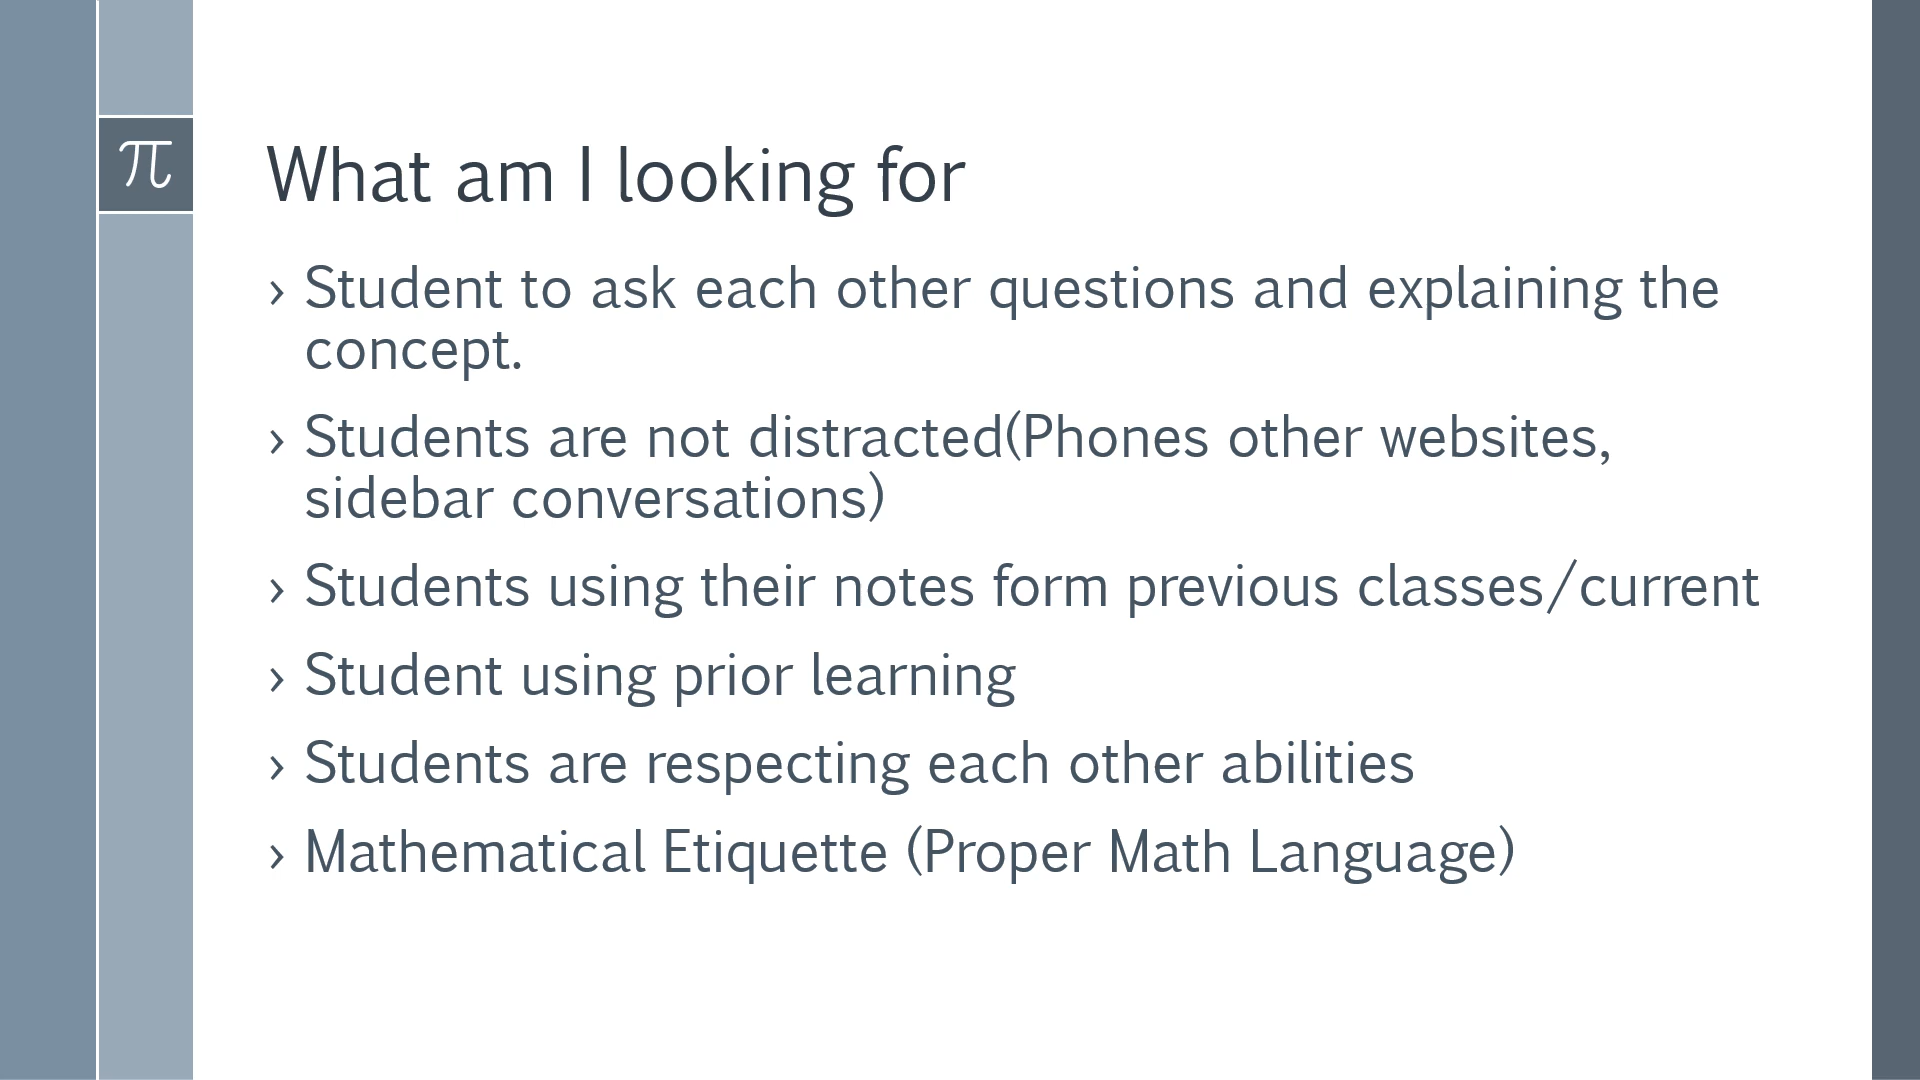 π
What am I looking for
› Student to ask each other questions and explaining the
concept.
› Students are not distracted(Phones other websites,
sidebar conversations)
› Students using their notes form previous classes/current
› Student using prior learning
› Students are respecting each other abilities
› Mathematical Etiquette (Proper Math Language)